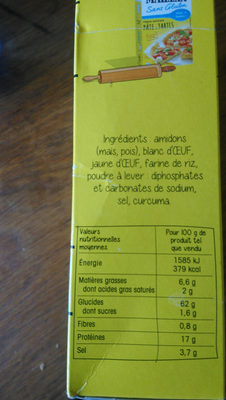 Sans Gluten
Ingrédients : amidons
(maïs, pois), blanc d'ŒUF,
jaune d'ŒUF, farine de riz,
poudre à lever : diphosphates
et carbonates de sodium,
sel, curcuma.
Valeurs nutritionnelles moyennes Pour 100 g de produit tel que vendu
Énergie 1585 kJ
379 kcal
Matières grasses 6,6 g
dont acides gras saturés 2 g
Glucides 62 g
dont sucres 1,6 g
Fibres 0,8 g
Protéines 17 g
Sel 3,7 g